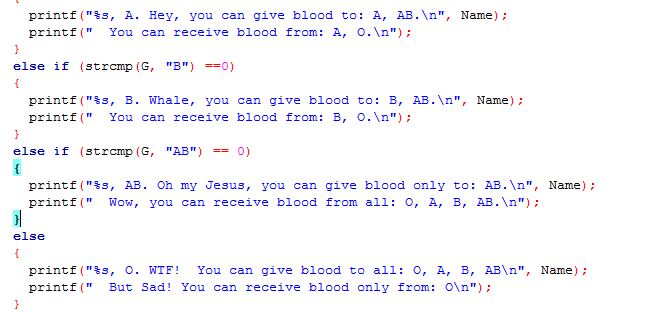 {
printf("%s, A. Hey, you can give blood to: A, AB.\n", Name);
printf("  You can receive blood from: A, O.\n");
}
else if (strcmp(G, "B") ==0)
{
printf("%s, B. Whale, you can give blood to: B, AB.\n", Name);
printf("  You can receive blood from: B, O.\n");
}
else if (strcmp(G, "AB") == 0)
{
printf("%s, AB. Oh my Jesus, you can give blood only to: AB.\n", Name);
printf("  Wow, you can receive blood from all: O, A, B, AB.\n");
}
else
{
printf("%s, O. WTF!  You can give blood to all: O, A, B, AB\n", Name);
printf("  But Sad! You can receive blood only from: O\n");
}